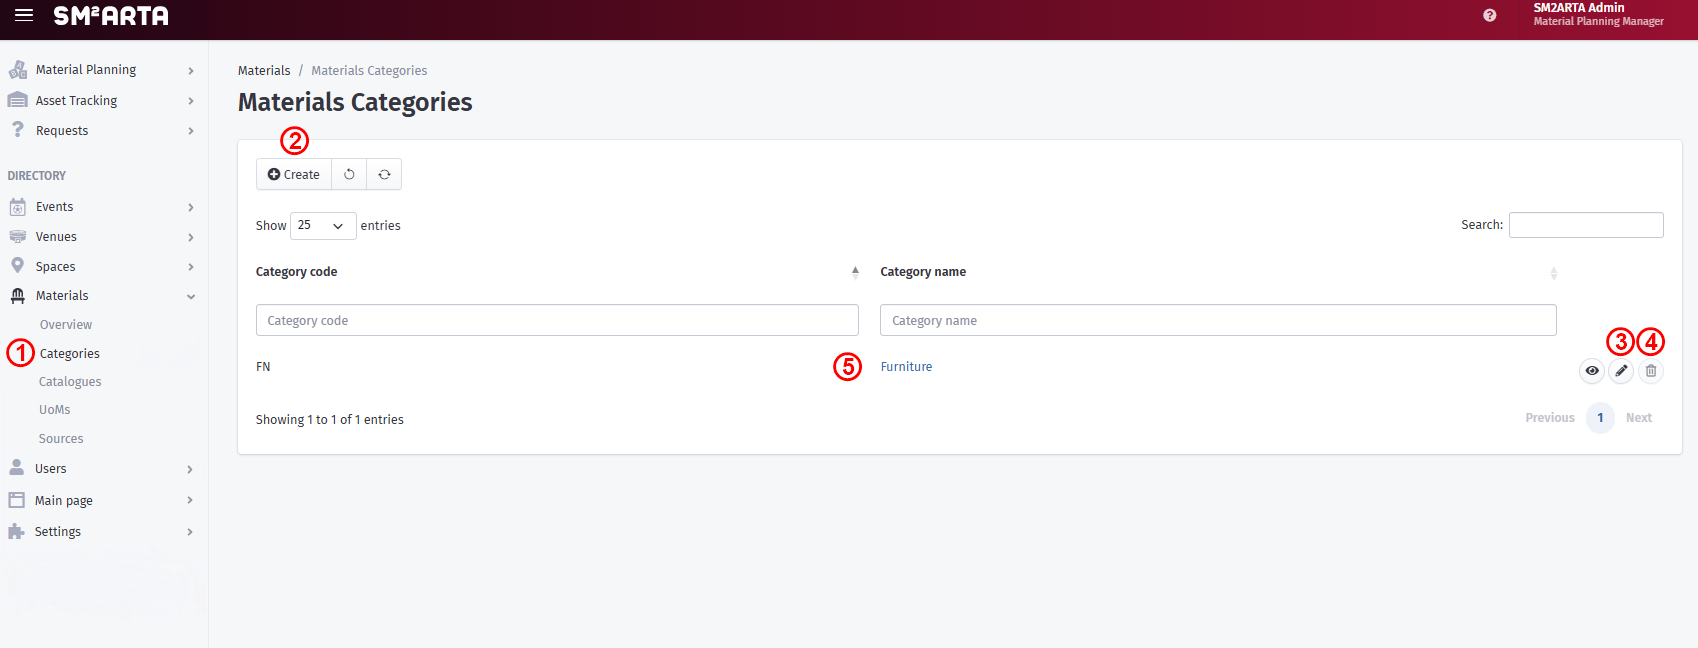 SM²ARTA
SM2ARTA Admin
Material Planning Manager
Material Planning
Asset Tracking
Requests
DIRECTORY
Events
Venues
Spaces
Materials
Overview
1 Categories
Catalogues
UoMs
Sources
Users
Main page
Settings
Materials / Materials Categories
Materials Categories
2
Create
Show 25 entries
Search:
Category code Category name
Category code Category name
3 4
FN 5 Furniture
Showing 1 to 1 of 1 entries
Previous 1 Next